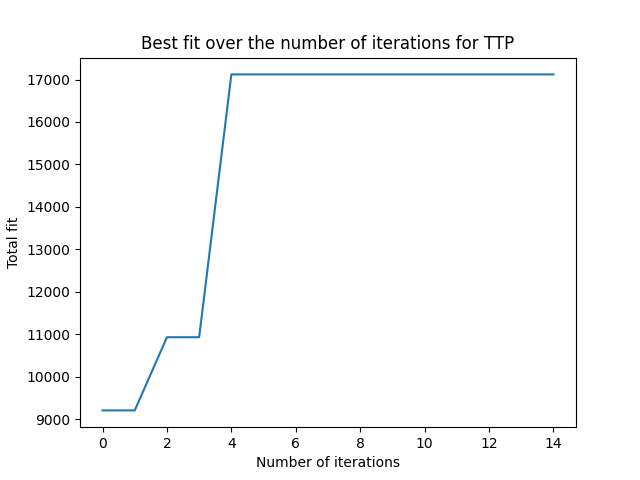 Best fit over the number of iterations for TTP
17000
16000
15000
14000
13000
12000
11000
10000
9000
Total fit
0 2 4 6 8 10 12 14
Number of iterations